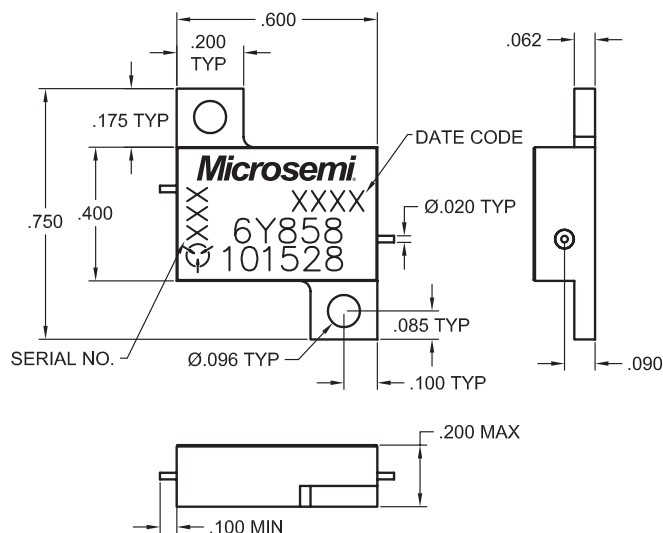 .600
.062
.200
TYP
.175 TYP
DATE CODE
Microsemi.
XXXX
XXX
.750
.400
6Y858
Ø.020 TYP
101528
.085 TYP
SERIAL NO.
Ø.096 TYP
.090
.100 TYP
.200 MAX
.100 MIN